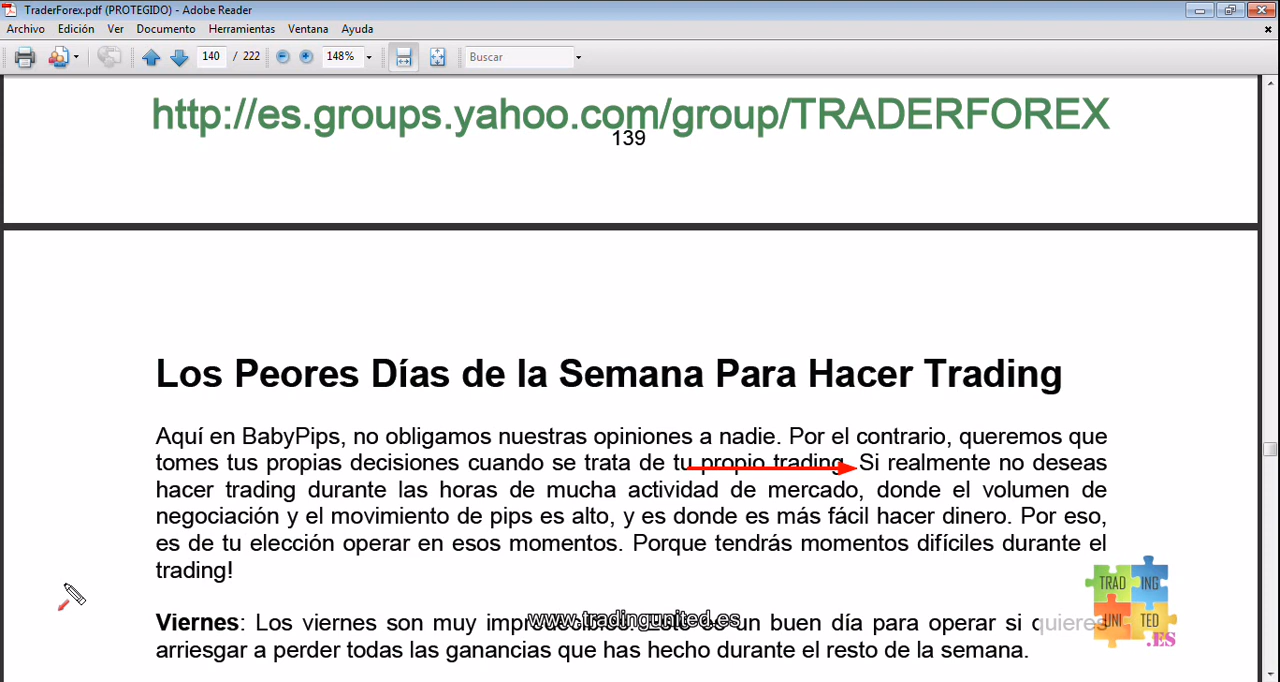 TraderForex.pdf (PROTEGIDO) - Adobe Reader
Archivo Edición Ver Documento Herramientas Ventana Ayuda
140 / 222 148% Buscar
http://es.groups.yahoo.com/group/TRADERFOREX
139
Los Peores Días de la Semana Para Hacer Trading
Aquí en BabyPips, no obligamos nuestras opiniones a nadie. Por el contrario, queremos que
tomes tus propias decisiones cuando se trata de tu propio trading. Si realmente no deseas
hacer trading durante las horas de mucha actividad de mercado, donde el volumen de
negociación y el movimiento de pips es alto, y es donde es más fácil hacer dinero. Por eso,
es de tu elección operar en esos momentos. Porque tendrás momentos difíciles durante el
trading!
Viernes: Los viernes son muy un buen día para operar si quieres
www.tradingunited.es
arriesgar a perder todas las ganancias que has hecho durante el resto de la semana.
TRAD ING
UNI TED
.ES